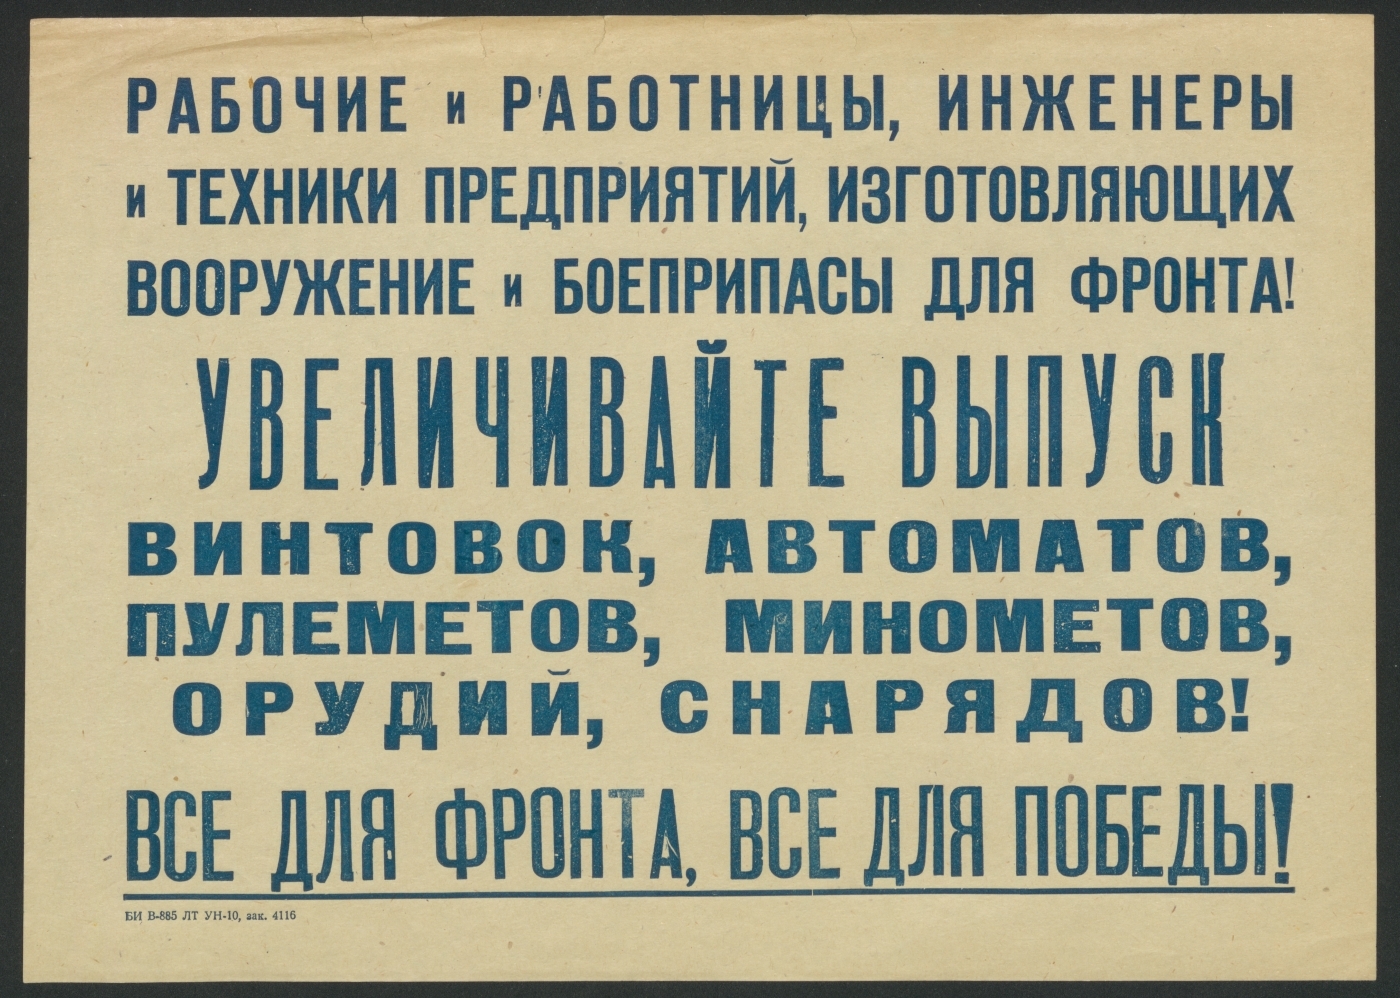 РАБОЧИЕ и РАБОТНИЦЫ, ИНЖЕНЕРЫ
и ТЕХНИКИ ПРЕДПРИЯТИЙ, ИЗГОТОВЛЯЮЩИХ
ВООРУЖЕНИЕ и БОЕПРИПАСЫ ДЛЯ ФРОНТА!
УВЕЛИЧИВАЙТЕ ВЫПУСК
ВИНТОВОК, АВТОМАТОВ,
ПУЛЕМЕТОВ, МИНОМЕТОВ,
ОРУДИЙ, СНАРЯДОВ!
ВСЕ ДЛЯ ФРОНТА, ВСЕ ДЛЯ ПОБЕДЫ!
БИ В-885 ЛТ УН-10, зак. 4116